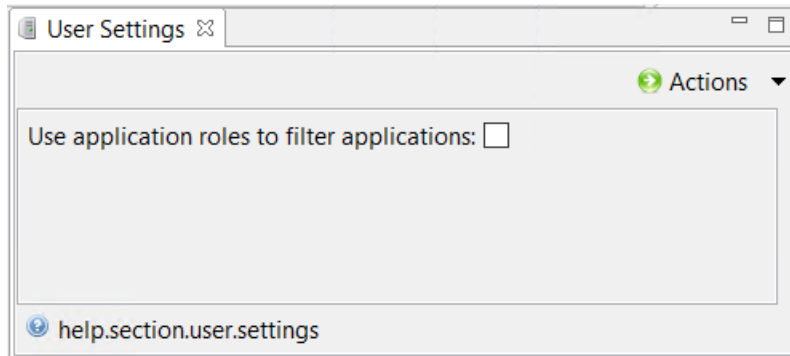 User Settings
Actions
Use application roles to filter applications:
help.section.user.settings